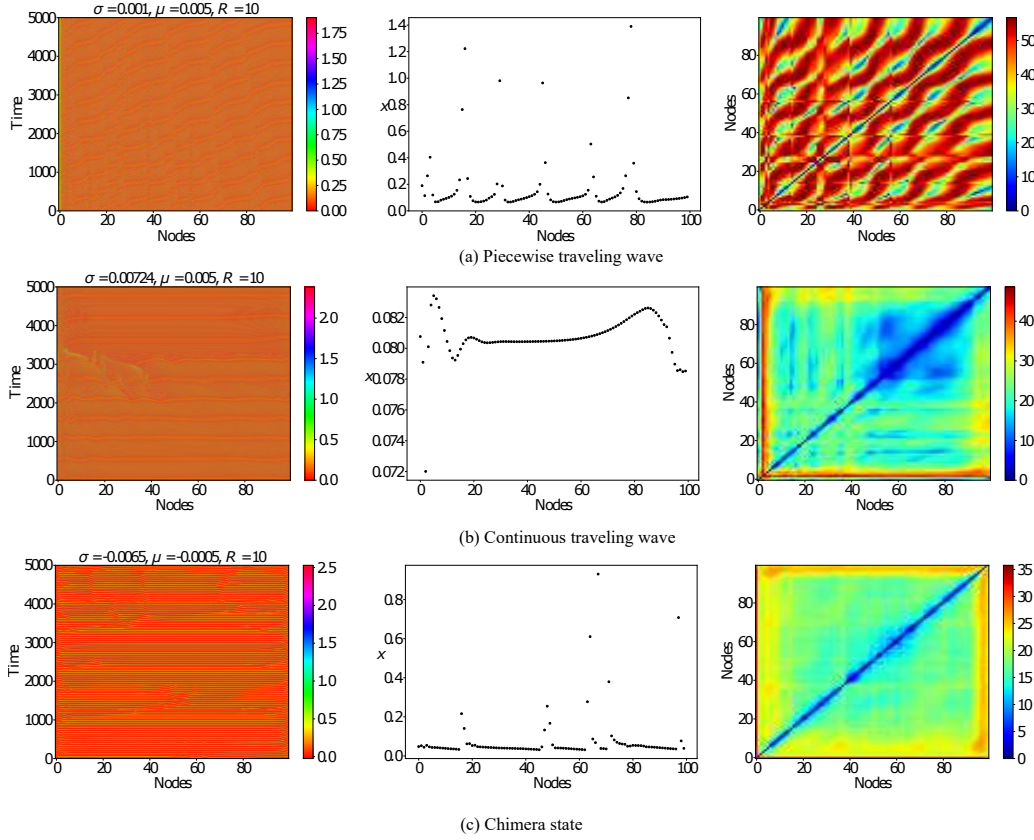 σ=0.001, μ=0.005, R=10
Time
5000
4000
3000
2000
1000
0
0 20 40 60 80
Nodes
1.75
1.50
1.25
1.00
0.75
0.50
0.25
0.00
x
1.4
1.2
1.0
0.8
0.6
0.4
0.2
0.0
0 20 40 60 80 100
Nodes
Nodes
80
60
40
20
0
0 20 40 60 80
Nodes
50
40
30
20
10
0
(a) Piecewise traveling wave
σ=0.00724, μ=0.005, R=10
Time
5000
4000
3000
2000
1000
0
0 20 40 60 80
Nodes
2.0
1.5
1.0
0.5
0.0
x
0.082
0.080
0.078
0.076
0.074
0.072
0 20 40 60 80 100
Nodes
Nodes
80
60
40
20
0
0 20 40 60 80
Nodes
40
30
20
10
0
(b) Continuous traveling wave
σ=-0.0065, μ=-0.0005, R=10
Time
5000
4000
3000
2000
1000
0
0 20 40 60 80
Nodes
2.5
2.0
1.5
1.0
0.5
0.0
x
0.8
0.6
0.4
0.2
0.0
0 20 40 60 80 100
Nodes
Nodes
80
60
40
20
0
0 20 40 60 80
Nodes
35
30
25
20
15
10
5
0
(c) Chimera state